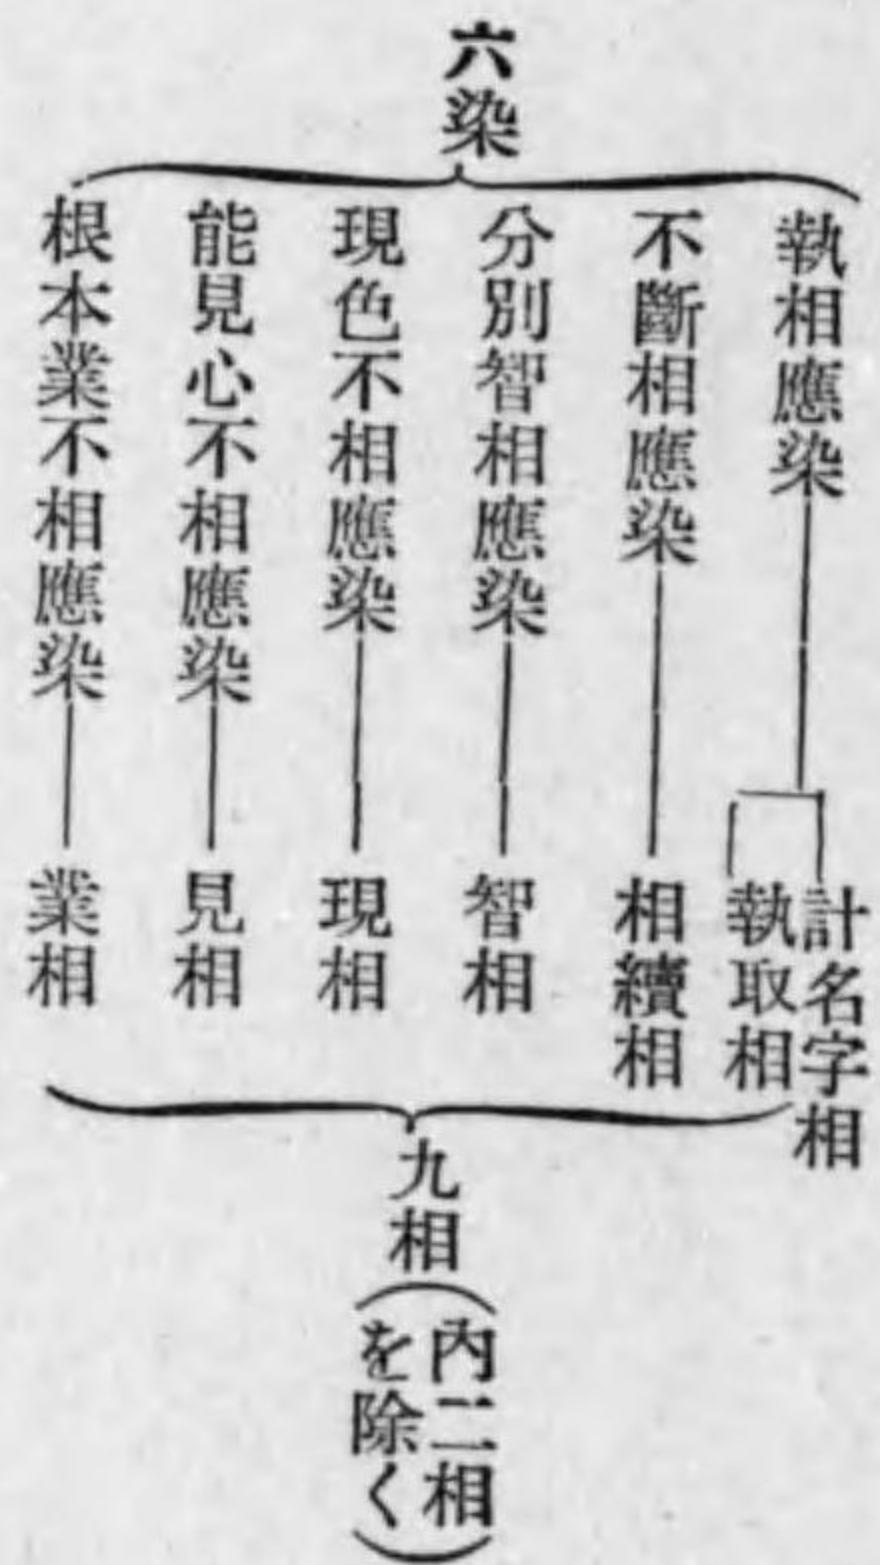 六染
執相應染
計名字相
執取相
不斷相應染
相續相
分別智相應染
智相
現色不相應染
現相
能見心不相應染
見相
根本業不相應染
業相
九相(內二相
を除く)